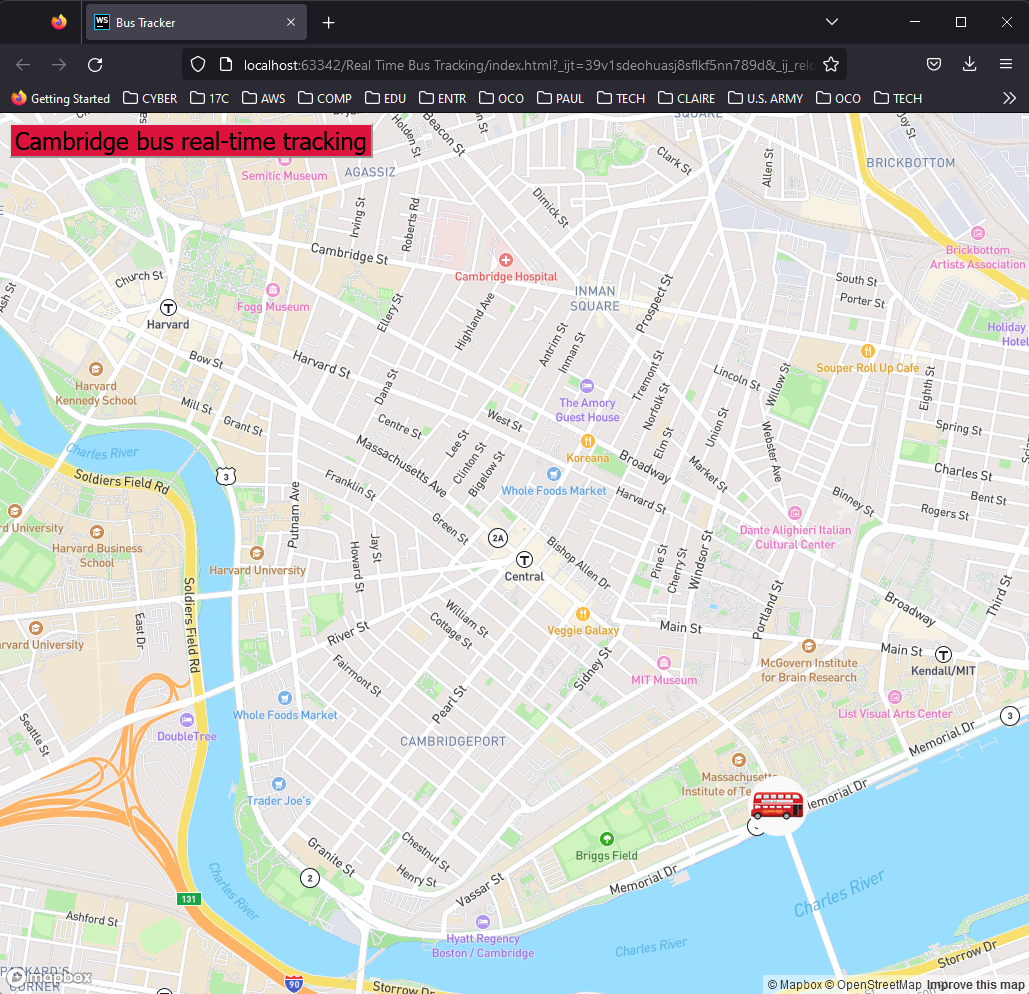 Bus Tracker
localhost:63342/Real Time Bus Tracking/index.html?_ijt=39v1sdeohuasj8sflkf5nn789d&_ij_relo
Getting Started CYBER 17C AWS COMP EDU ENTR OCO PAUL TECH CLAIRE U.S. ARMY OCO TECH
Cambridge bus real-time tracking
Holden St
Beacon St
SQUARE
Joy St
Semitic Museum
AGASSIZ
Clark St
Allen St
BRICKBOTTOM
Irving St
Roberts Rd
Dimick St
Brickbottom
Artists Association
Cambridge St
Cambridge Hospital
Church St
Ash St
Fogg Museum
Ellery St
Highland Ave
INMAN
SQUARE
Prospect St
South St
Porter St
T
Harvard
Antrim St
Inman St
Holiday
Hotel
Bow St
Harvard St
Harvard
Kennedy School
Dana St
Tremont St
Lincoln St
Souper Roll Up Cafe
Willow St
Eighth St
The Amory
Guest House
Norfolk St
Mill St
Grant St
Centre St
West St
Union St
Spring St
Charles River
Massachusetts Ave
Lee St
Clinton St
Bigelow St
Koreana
Elm St
Broadway
Market St
Webster Ave
Charles St
Soldiers Field Rd
3
Franklin St
Whole Foods Market
Harvard St
Binney St
Bent St
Rogers St
rd University
Putnam Ave
Green St
Dante Alighieri Italian
Cultural Center
Harvard Business
School
Harvard University
Howard St
Jay St
2A
T
Central
Bishop Allen Dr
Pine St
Cherry St
Windsor St
Portland St
Third St
Broadway
Soldiers Field Rd
East Dr
William St
Cottage St
Veggie Galaxy
Main St
Main St
arvard University
River St
Fairmont St
Sidney St
MIT Museum
McGovern Institute
for Brain Research
T
Kendall/MIT
Seattle St
DoubleTree
Whole Foods Market
Pearl St
List Visual Arts Center
3
CAMBRIDGEPORT
Memorial Dr
Massachusetts
Institute of Te
Trader Joe's
Memorial Dr
Granite St
Chestnut St
Briggs Field
2
Henry St
Vassar St
Memorial Dr
Charles River
Charles River
131
Ashford St
Hyatt Regency
Boston / Cambridge
Charles River
Storrow Dr
PACKARD'S
CORNER
mapbox
90
Storrow Dr
© Mapbox © OpenStreetMap Improve this map